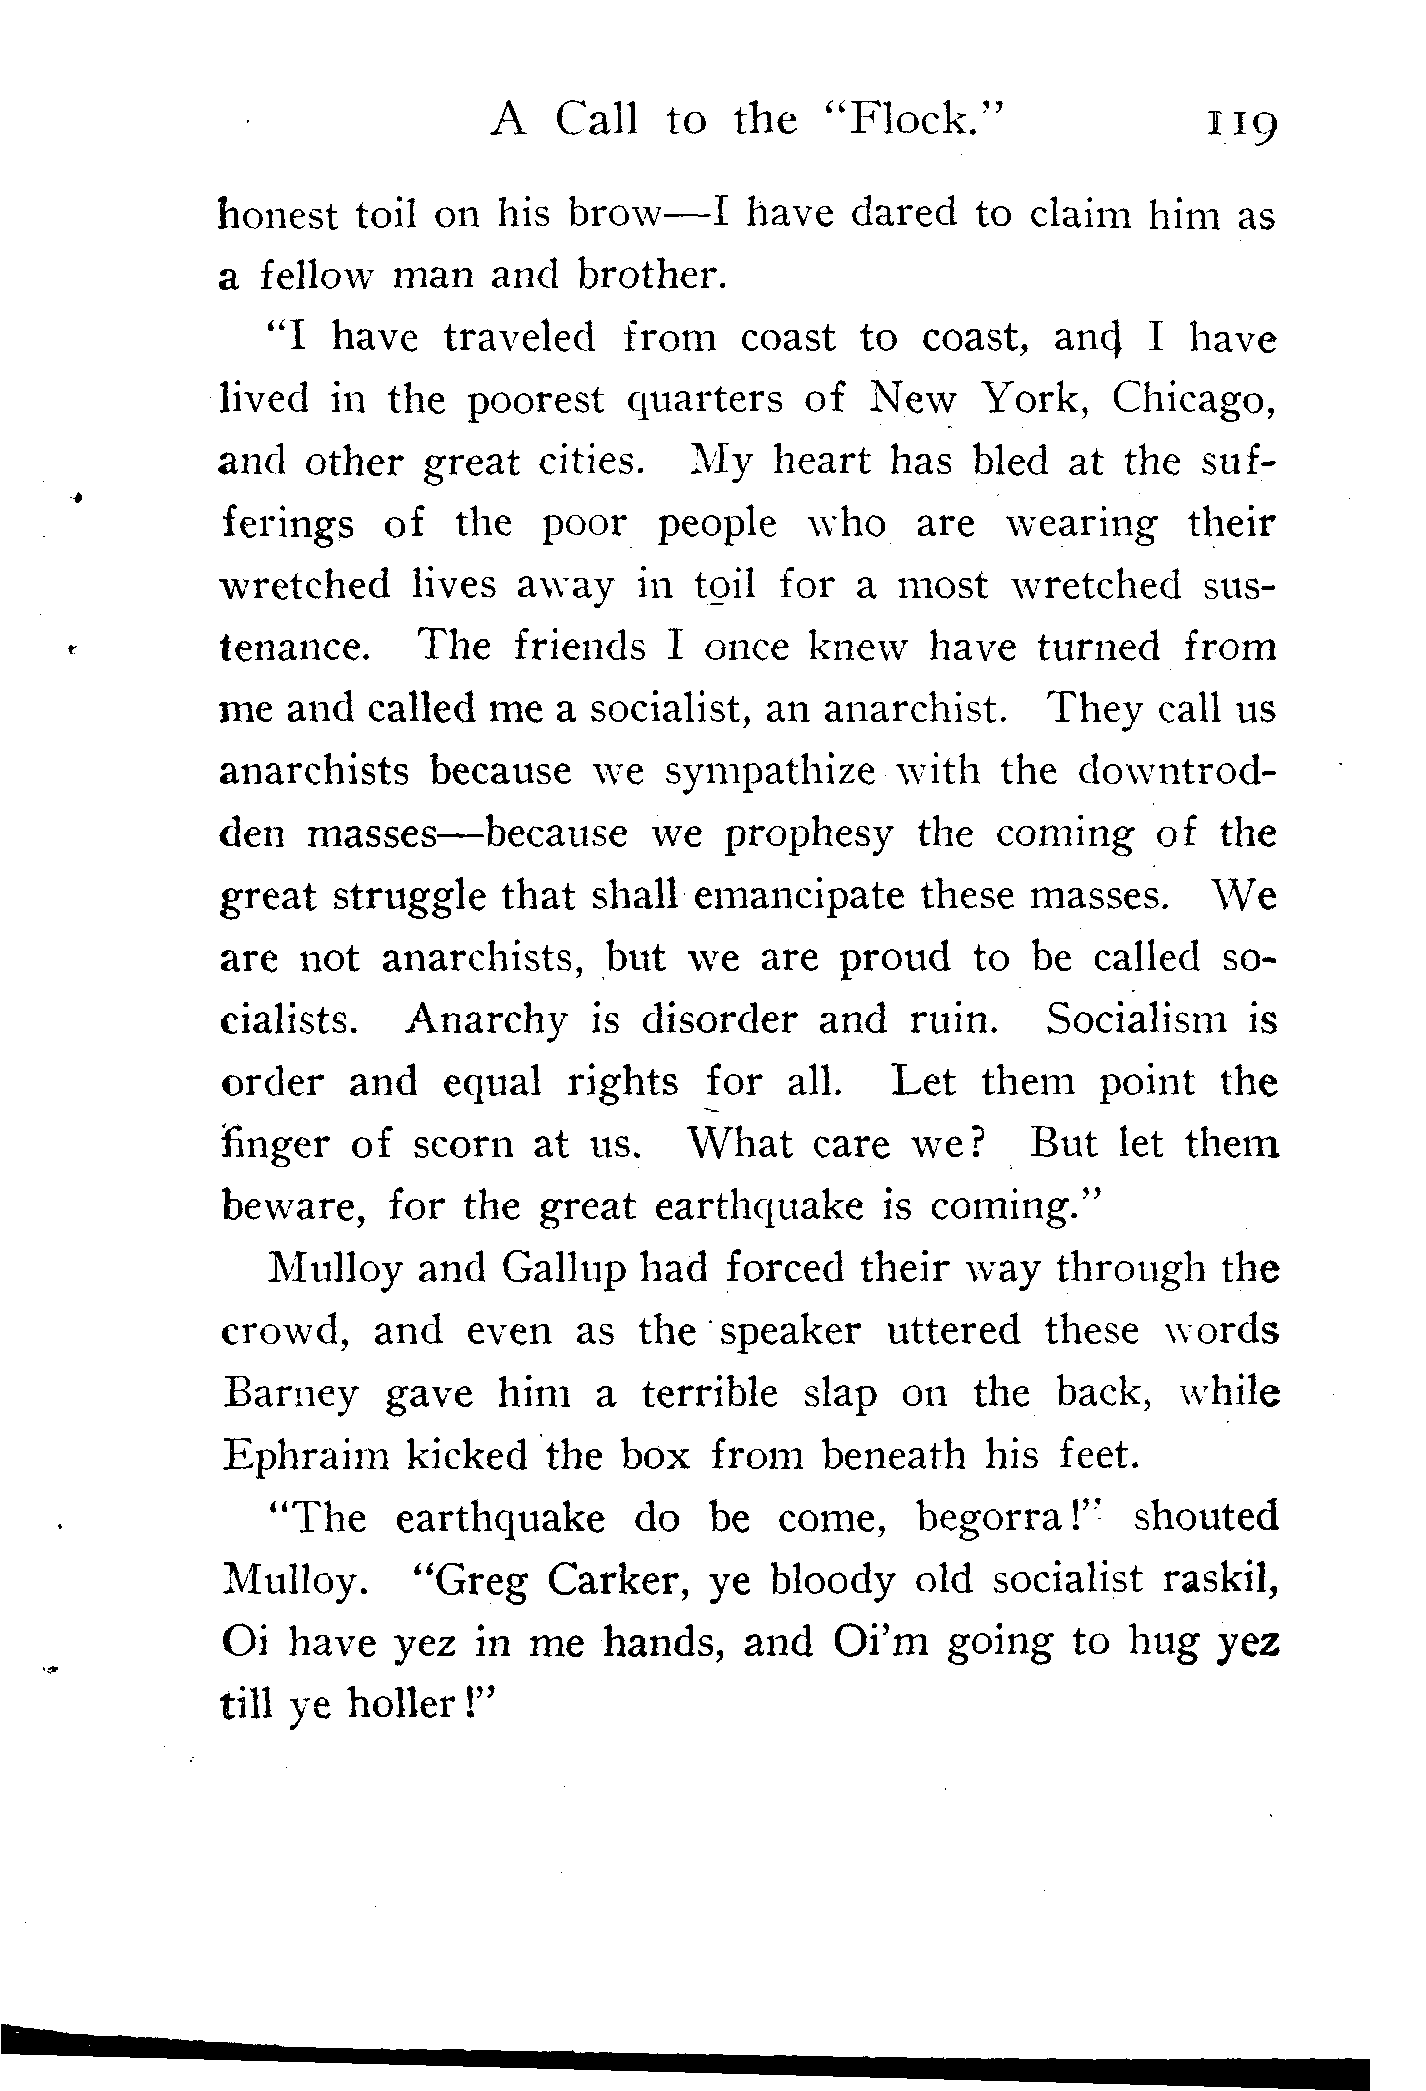 A Call to the “Flock.” 119
honest toil on his brow—I have dared to claim him as
a fellow man and brother.
“I have traveled from coast to coast, and I have
lived in the poorest quarters of New York, Chicago,
and other great cities. My heart has bled at the suf-
ferings of the poor people who are wearing their
wretched lives away in toil for a most wretched sus-
tenance. The friends I once knew have turned from
me and called me a socialist, an anarchist. They call us
anarchists because we sympathize with the downtrod-
den masses—because we prophesy the coming of the
great struggle that shall emancipate these masses. We
are not anarchists, but we are proud to be called so-
cialists. Anarchy is disorder and ruin. Socialism is
order and equal rights for all. Let them point the
finger of scorn at us. What care we? But let them
beware, for the great earthquake is coming.”
Mulloy and Gallup had forced their way through the
crowd, and even as the speaker uttered these words
Barney gave him a terrible slap on the back, while
Ephraim kicked the box from beneath his feet.
“The earthquake do be come, begorra!” shouted
Mulloy. “Greg Carker, ye bloody old socialist raskil,
Oi have yez in me hands, and Oi’m going to hug yez
till ye holler!”